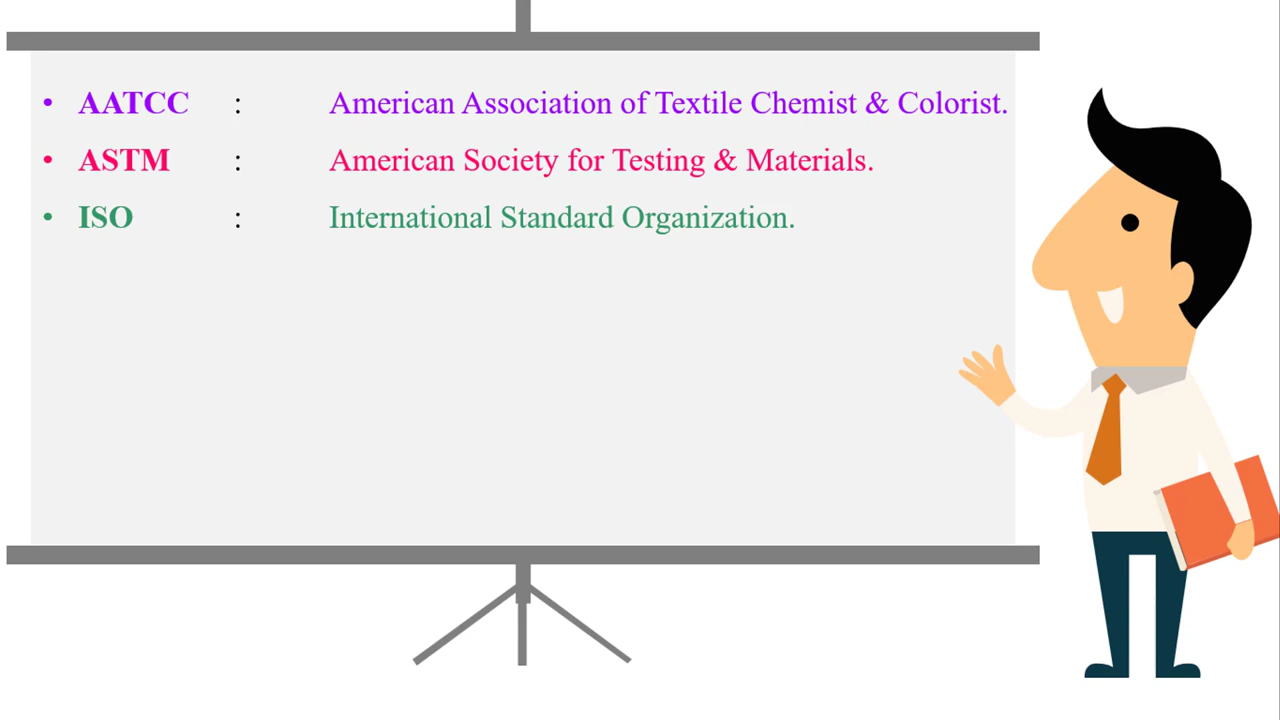 • AATCC : American Association of Textile Chemist & Colorist.
• ASTM : American Society for Testing & Materials.
• ISO : International Standard Organization.